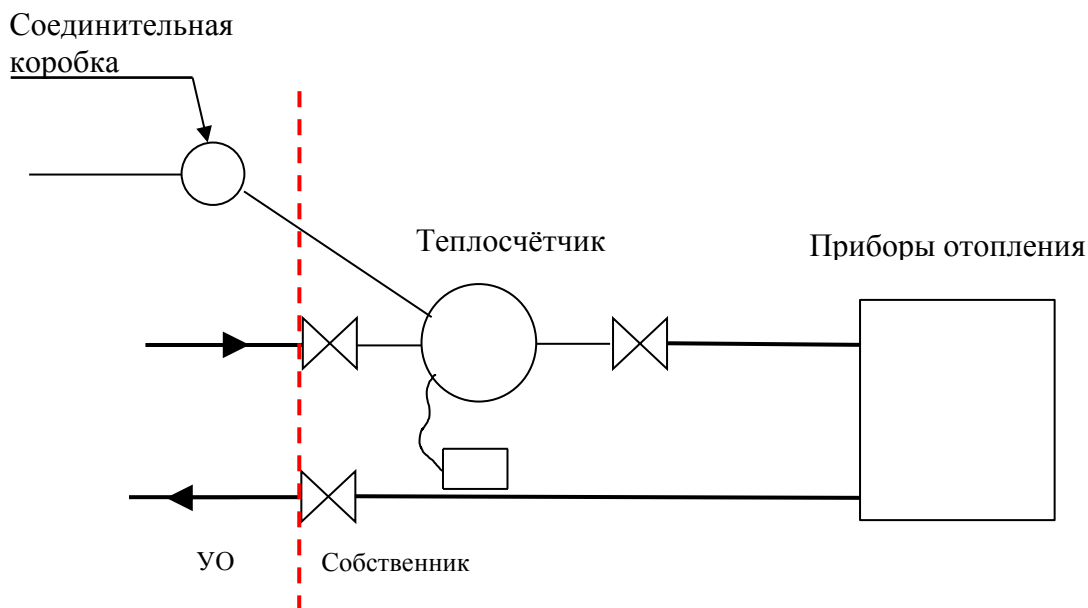 Соединительная
коробка
Теплосчётчик
Приборы отопления
УО
Собственник